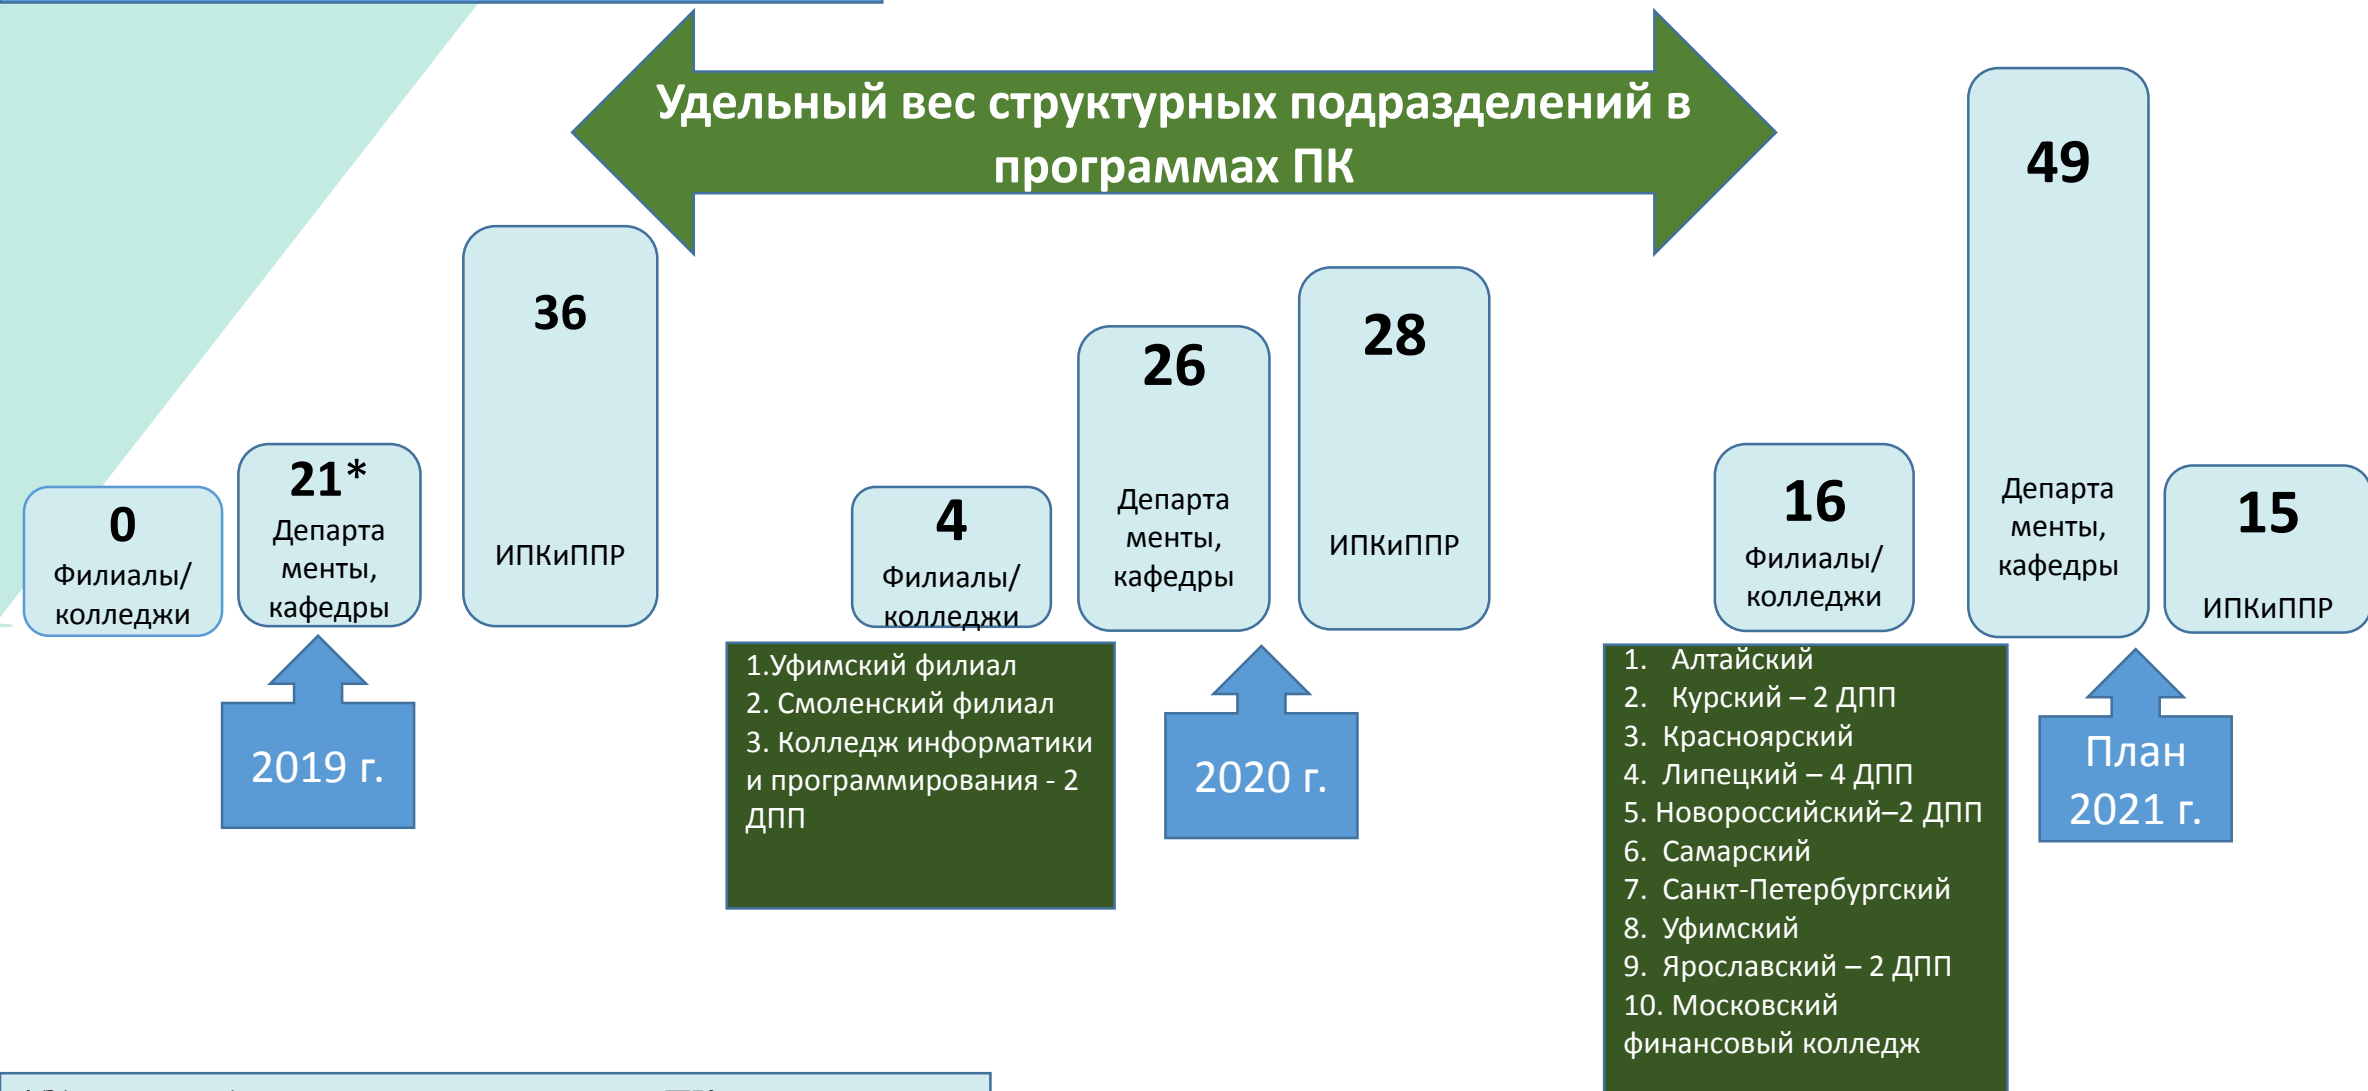 Удельный вес структурных подразделений в
программах ПК
0
Филиалы/
колледжи
21*
Департа
менты,
кафедры
36
ИПКиППР
2019 г.
4
Филиалы/
колледжи
26
Департа
менты,
кафедры
28
ИПКиППР
1.Уфимский филиал
2. Смоленский филиал
3. Колледж информатики
и программирования - 2
ДПП
2020 г.
16
Филиалы/
колледжи
49
Департа
менты,
кафедры
15
ИПКиППР
1. Алтайский
2. Курский – 2 ДПП
3. Красноярский
4. Липецкий – 4 ДПП
5. Новороссийский–2 ДПП
6. Самарский
7. Санкт-Петербургский
8. Уфимский
9. Ярославский – 2 ДПП
10. Московский
финансовый колледж
План
2021 г.